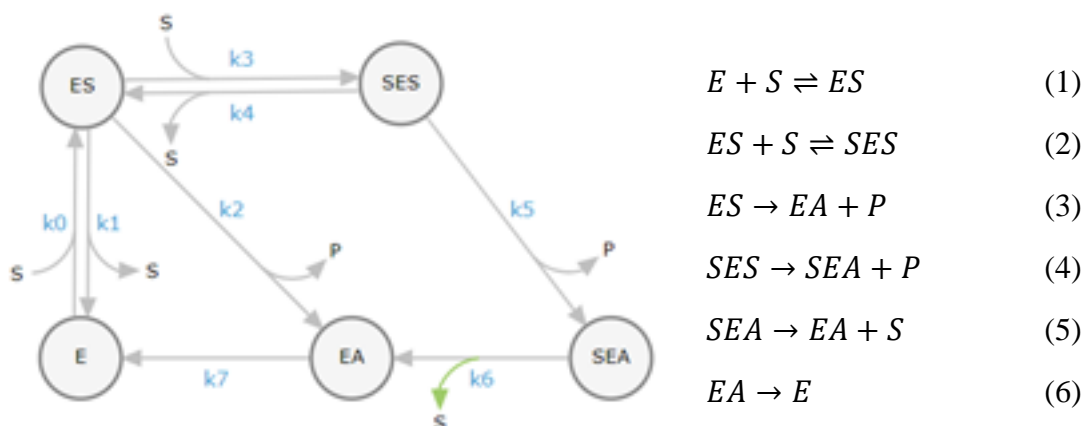 S
k3
ES
SES
k4
S
k2
k5
k0
k1
P
P
S
S
E
EA
SEA
k7
k6
S
E + S ⇌ ES (1)
ES + S ⇌ SES (2)
ES → EA + P (3)
SES → SEA + P (4)
SEA → EA + S (5)
EA → E (6)